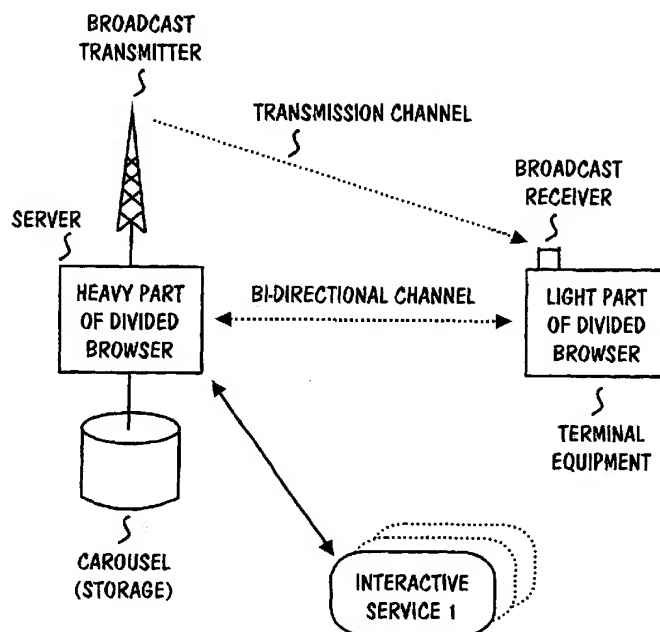 BROADCAST
TRANSMITTER
TRANSMISSION CHANNEL
BROADCAST
RECEIVER
SERVER
HEAVY PART
OF DIVIDED
BROWSER
BI-DIRECTIONAL CHANNEL
LIGHT PART
OF DIVIDED
BROWSER
TERMINAL
EQUIPMENT
CAROUSEL
(STORAGE)
INTERACTIVE
SERVICE 1